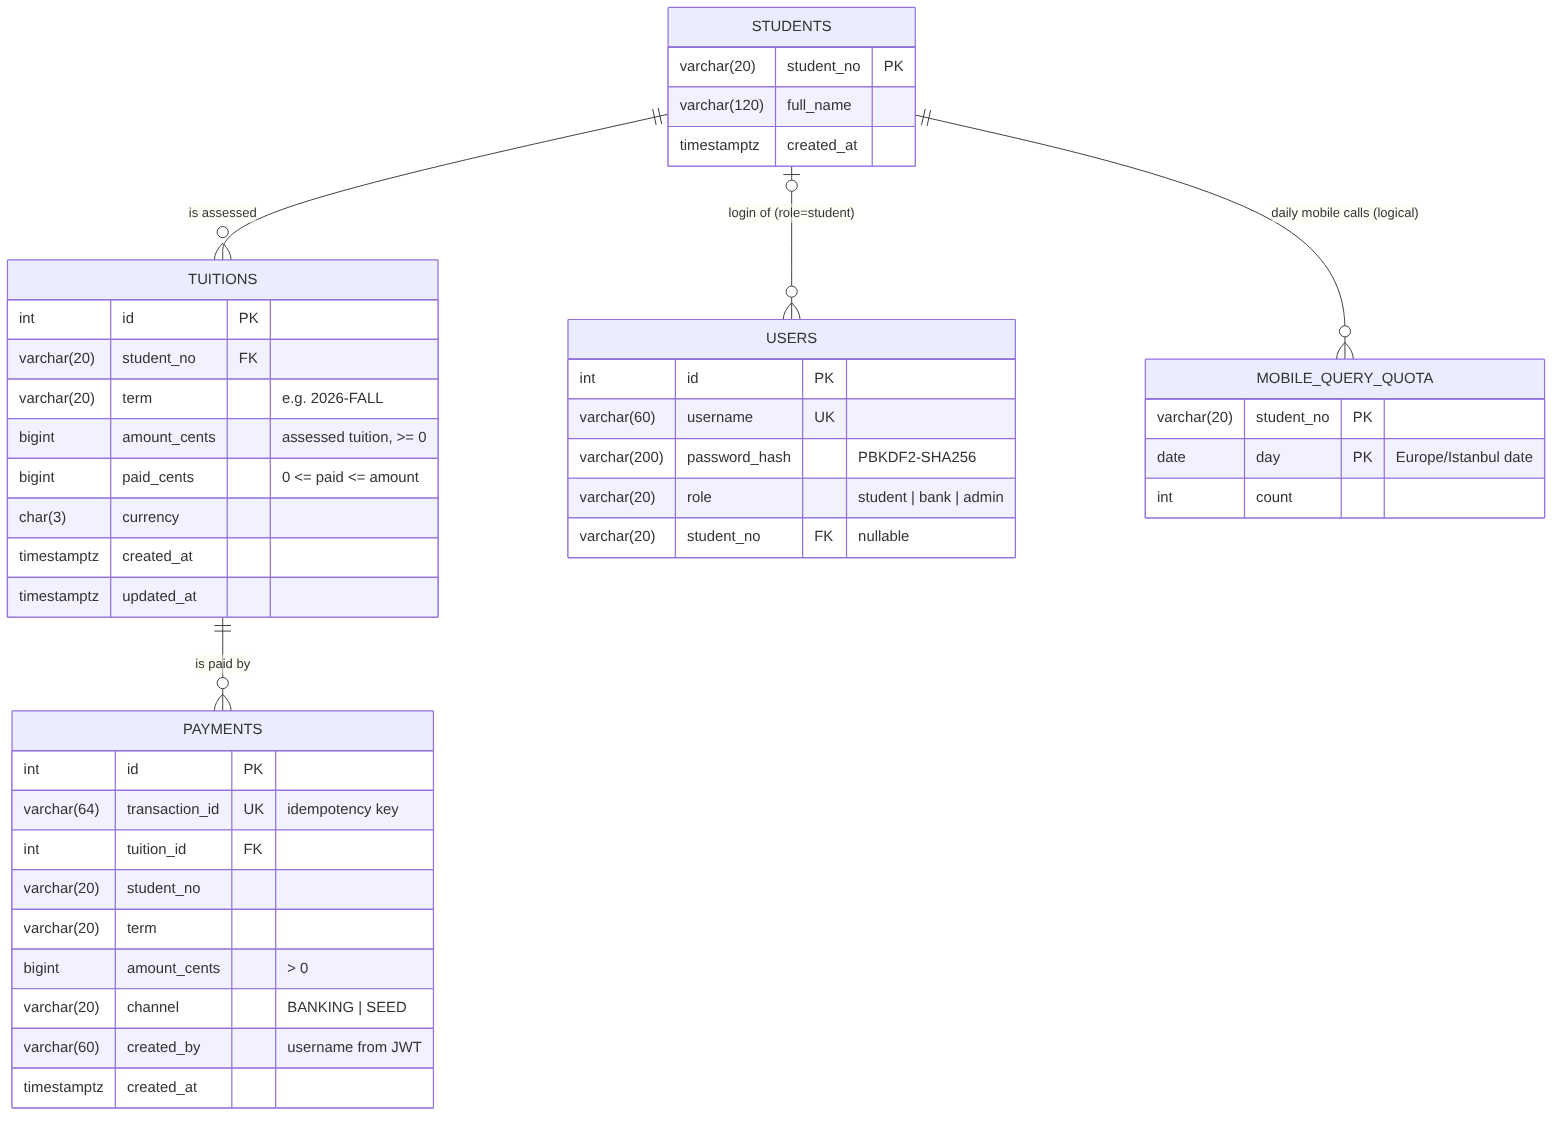 STUDENTS
varchar(20) student_no PK
varchar(120) full_name
timestamptz created_at
is assessed
login of (role=student)
daily mobile calls (logical)
TUITIONS
int id PK
varchar(20) student_no FK
varchar(20) term e.g. 2026-FALL
bigint amount_cents assessed tuition, >= 0
bigint paid_cents 0 <= paid <= amount
char(3) currency
timestamptz created_at
timestamptz updated_at
USERS
int id PK
varchar(60) username UK
varchar(200) password_hash PBKDF2-SHA256
varchar(20) role student | bank | admin
varchar(20) student_no FK nullable
MOBILE_QUERY_QUOTA
varchar(20) student_no PK
date day PK Europe/Istanbul date
int count
is paid by
PAYMENTS
int id PK
varchar(64) transaction_id UK idempotency key
int tuition_id FK
varchar(20) student_no
varchar(20) term
bigint amount_cents > 0
varchar(20) channel BANKING | SEED
varchar(60) created_by username from JWT
timestamptz created_at